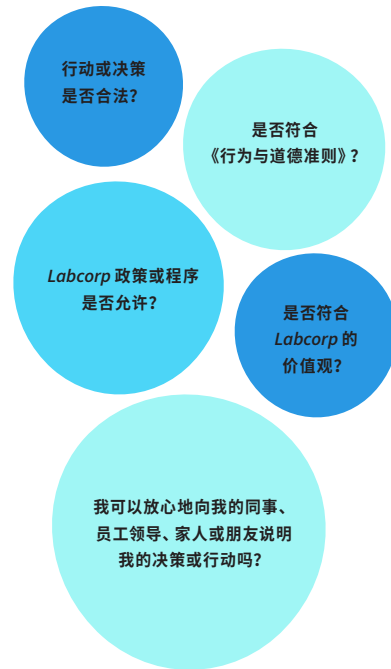 行动或决策
是否合法？
是否符合
《行为与道德准则》？
Labcorp 政策或程序
是否允许？
是否符合
Labcorp 的
价值观？
我可以放心地向我的同事、
员工领导、家人或朋友说明
我的决策或行动吗？